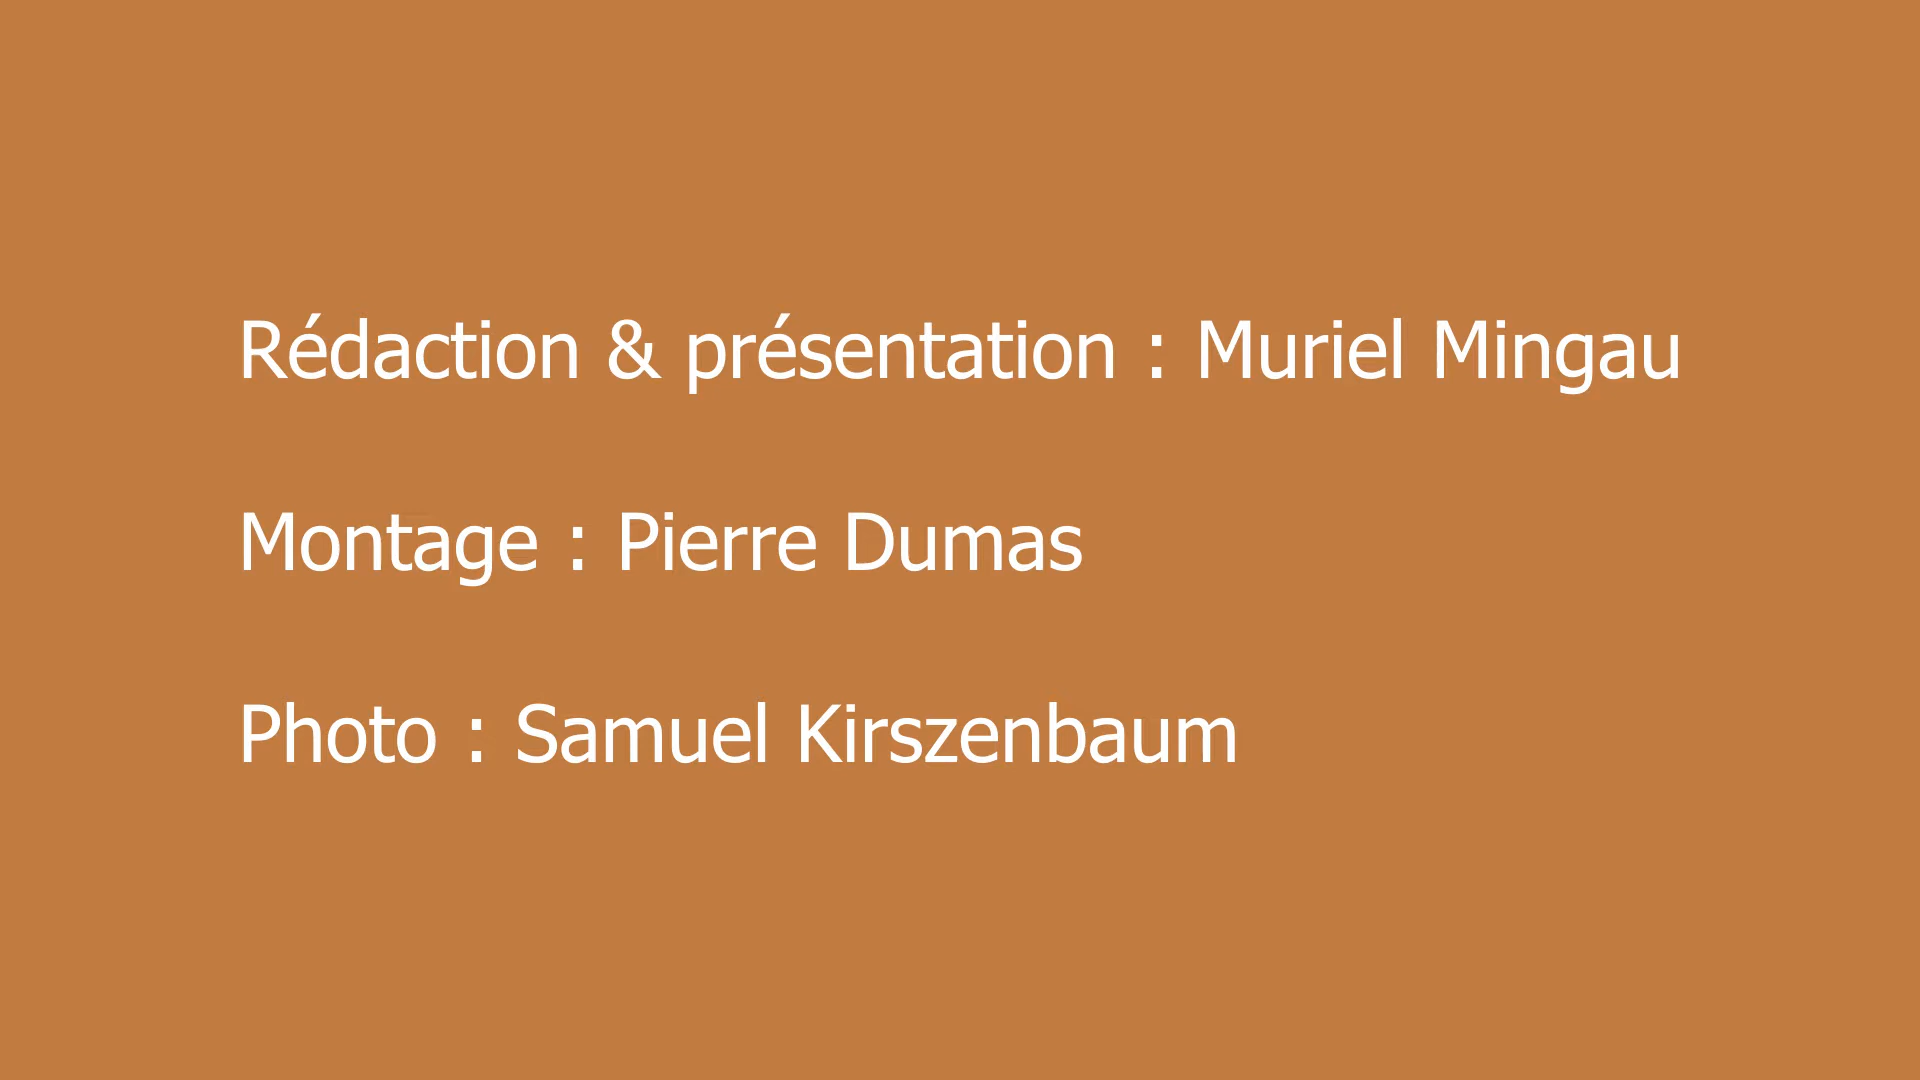 Rédaction & présentation : Muriel Mingau
Montage : Pierre Dumas
Photo : Samuel Kirszenbaum